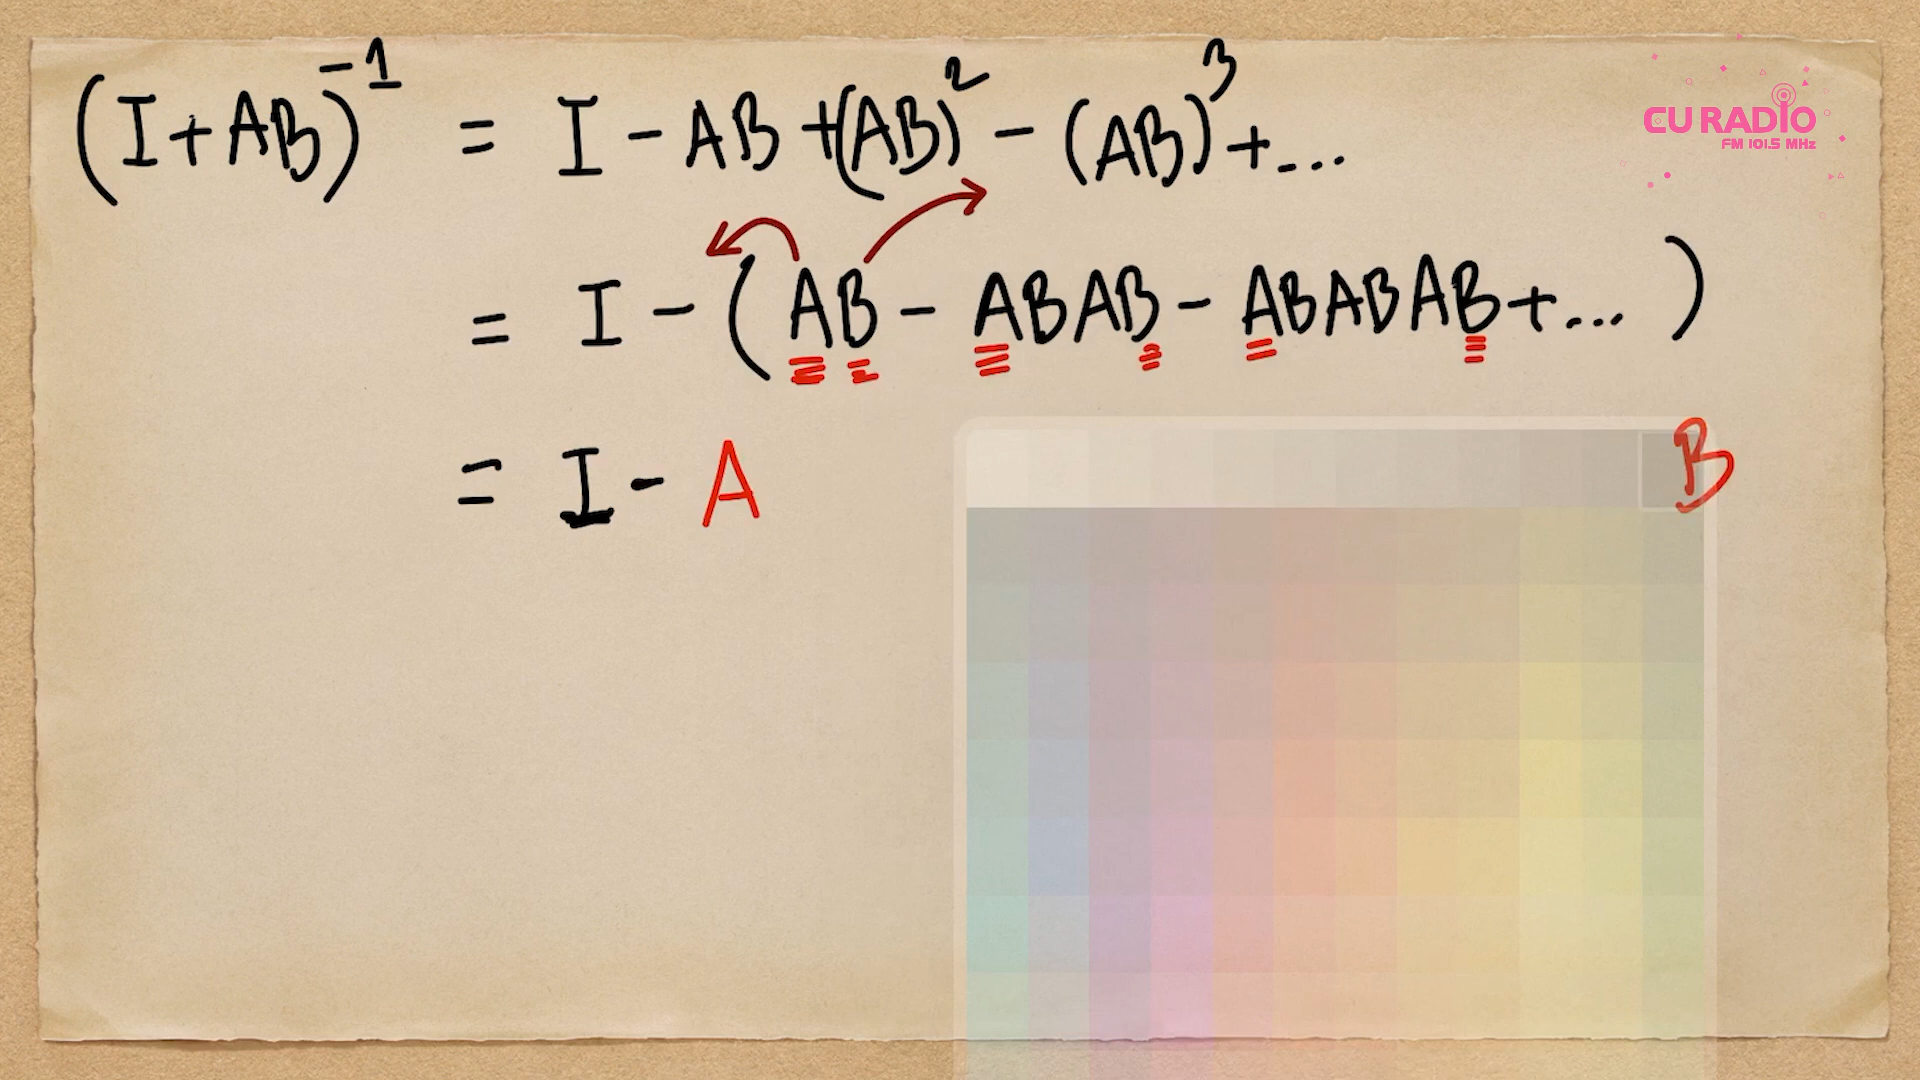 (I+AB)⁻¹ = I - AB + (AB)² - (AB)³ + ...
CU RADIO
FM 101.5 MHz
= I - (AB - ABAB - ABABAB + ... )
= I - A B